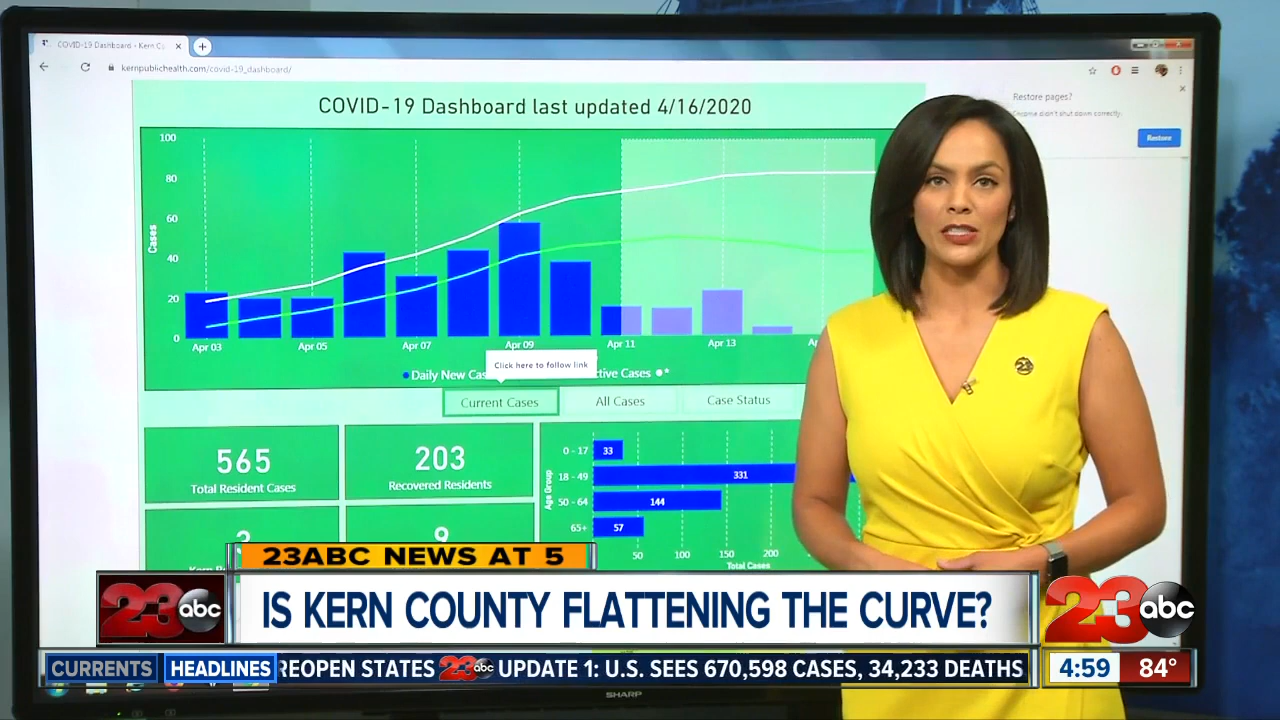 COVID-19 Dashboard - Kern Co
kernpublichealth.com/covid-19_dashboard/
Restore pages?
Chrome didn't shut down correctly.
Restore
COVID-19 Dashboard last updated 4/16/2020
100
80
60
40
20
0
Cases
Apr 03
Apr 05
Apr 07
Apr 09
Apr 11
Apr 13
Daily New Cas
ctive Cases
*
Click here to follow link
Current Cases
All Cases
Case Status
565
Total Resident Cases
203
Recovered Residents
Age Group
0 - 17
33
18 - 49
331
50 - 64
144
65+
57
50
100
150
200
Total Cases
23
23ABC NEWS AT 5
23 abc
IS KERN COUNTY FLATTENING THE CURVE?
23 abc
CURRENTS
HEADLINES
REOPEN STATES 23 abc UPDATE 1: U.S. SEES 670,598 CASES, 34,233 DEATHS
4:59
84°
SHARP